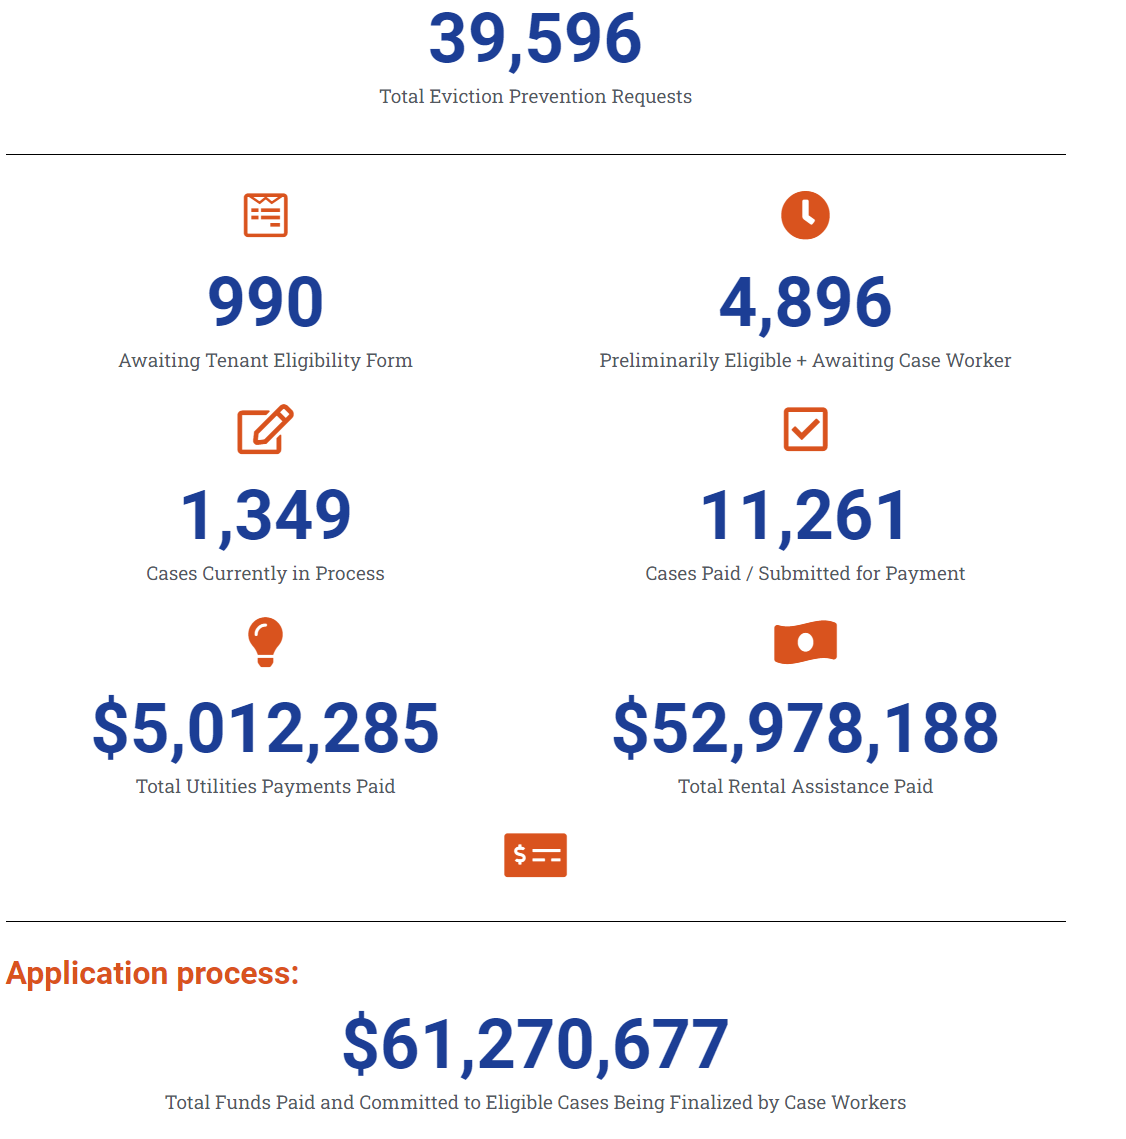 39,596
Total Eviction Prevention Requests
990
Awaiting Tenant Eligibility Form
4,896
Preliminarily Eligible + Awaiting Case Worker
1,349
Cases Currently in Process
11,261
Cases Paid / Submitted for Payment
$5,012,285
Total Utilities Payments Paid
$52,978,188
Total Rental Assistance Paid
$
Application process:
$61,270,677
Total Funds Paid and Committed to Eligible Cases Being Finalized by Case Workers